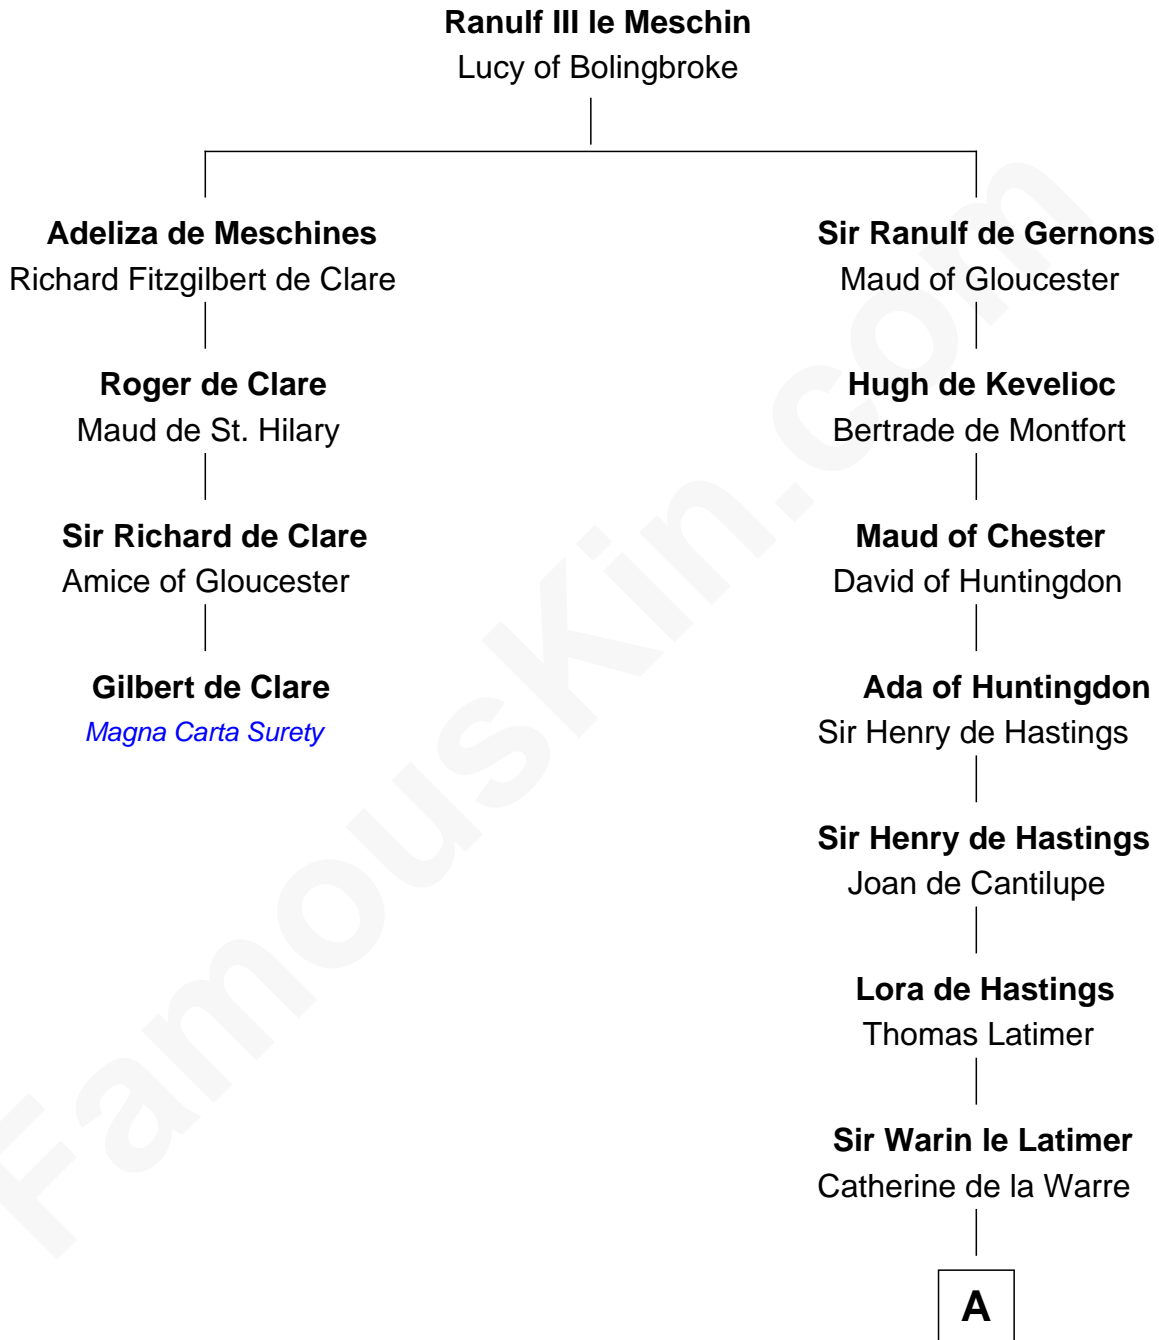 Ranulf III le Meschin
Lucy of Bolingbroke
Adeliza de Meschines
Richard Fitzgilbert de Clare
Roger de Clare
Maud de St. Hilary
Sir Richard de Clare
Amice of Gloucester
Gilbert de Clare
Magna Carta Surety
Sir Ranulf de Gernons
Maud of Gloucester
Hugh de Kevelioc
Bertrade de Montfort
Maud of Chester
David of Huntingdon
Ada of Huntingdon
Sir Henry de Hastings
Sir Henry de Hastings
Joan de Cantilupe
Lora de Hastings
Thomas Latimer
Sir Warin le Latimer
Catherine de la Warre
A
FamousKin.com